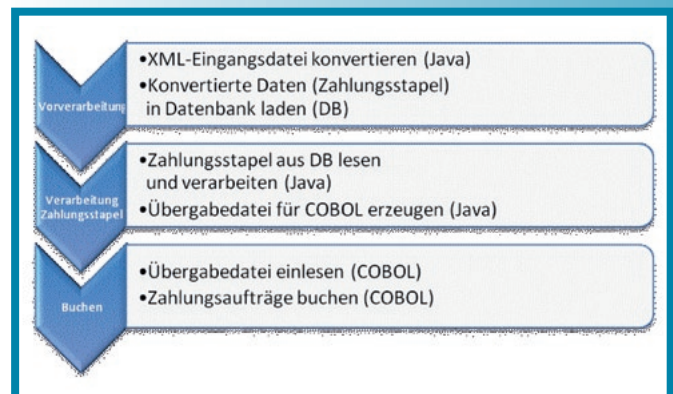 Vorverarbeitung
•XML-Eingangsdatei konvertieren (Java)
•Konvertierte Daten (Zahlungsstapel)
in Datenbank laden (DB)
Verarbeitung
Zahlungsstapel
•Zahlungsstapel aus DB lesen
und verarbeiten (Java)
•Übergabedatei für COBOL erzeugen (Java)
Buchen
•Übergabedatei einlesen (COBOL)
•Zahlungsaufträge buchen (COBOL)